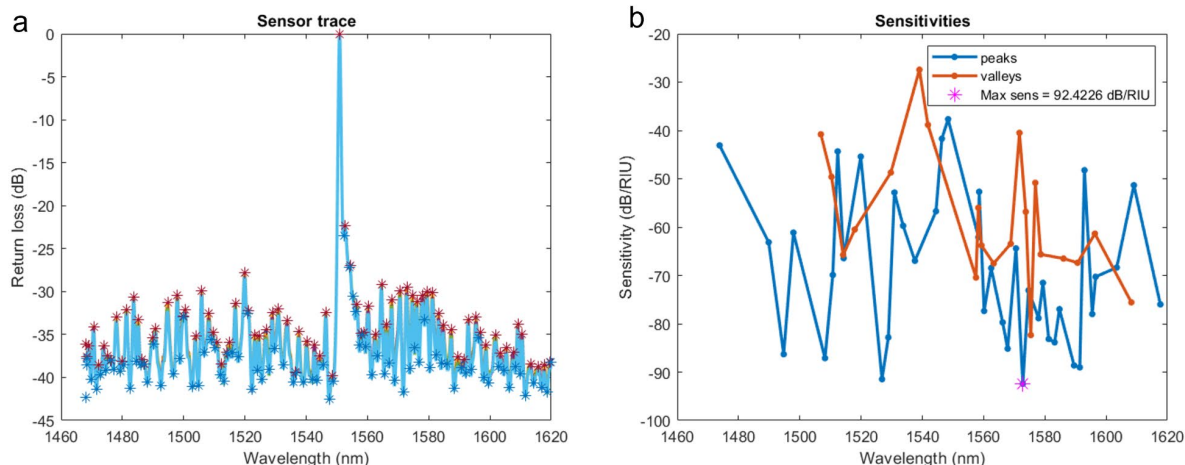 a
Sensor trace
0
-5
-10
-15
-20
-25
-30
-35
-40
-45
Return loss (dB)
1460 1480 1500 1520 1540 1560 1580 1600 1620
Wavelength (nm)
b
Sensitivities
-20
-30
-40
-50
-60
-70
-80
-90
-100
Sensitivity (dB/RIU)
peaks
valleys
Max sens = 92.4226 dB/RIU
1460 1480 1500 1520 1540 1560 1580 1600 1620
Wavelength (nm)